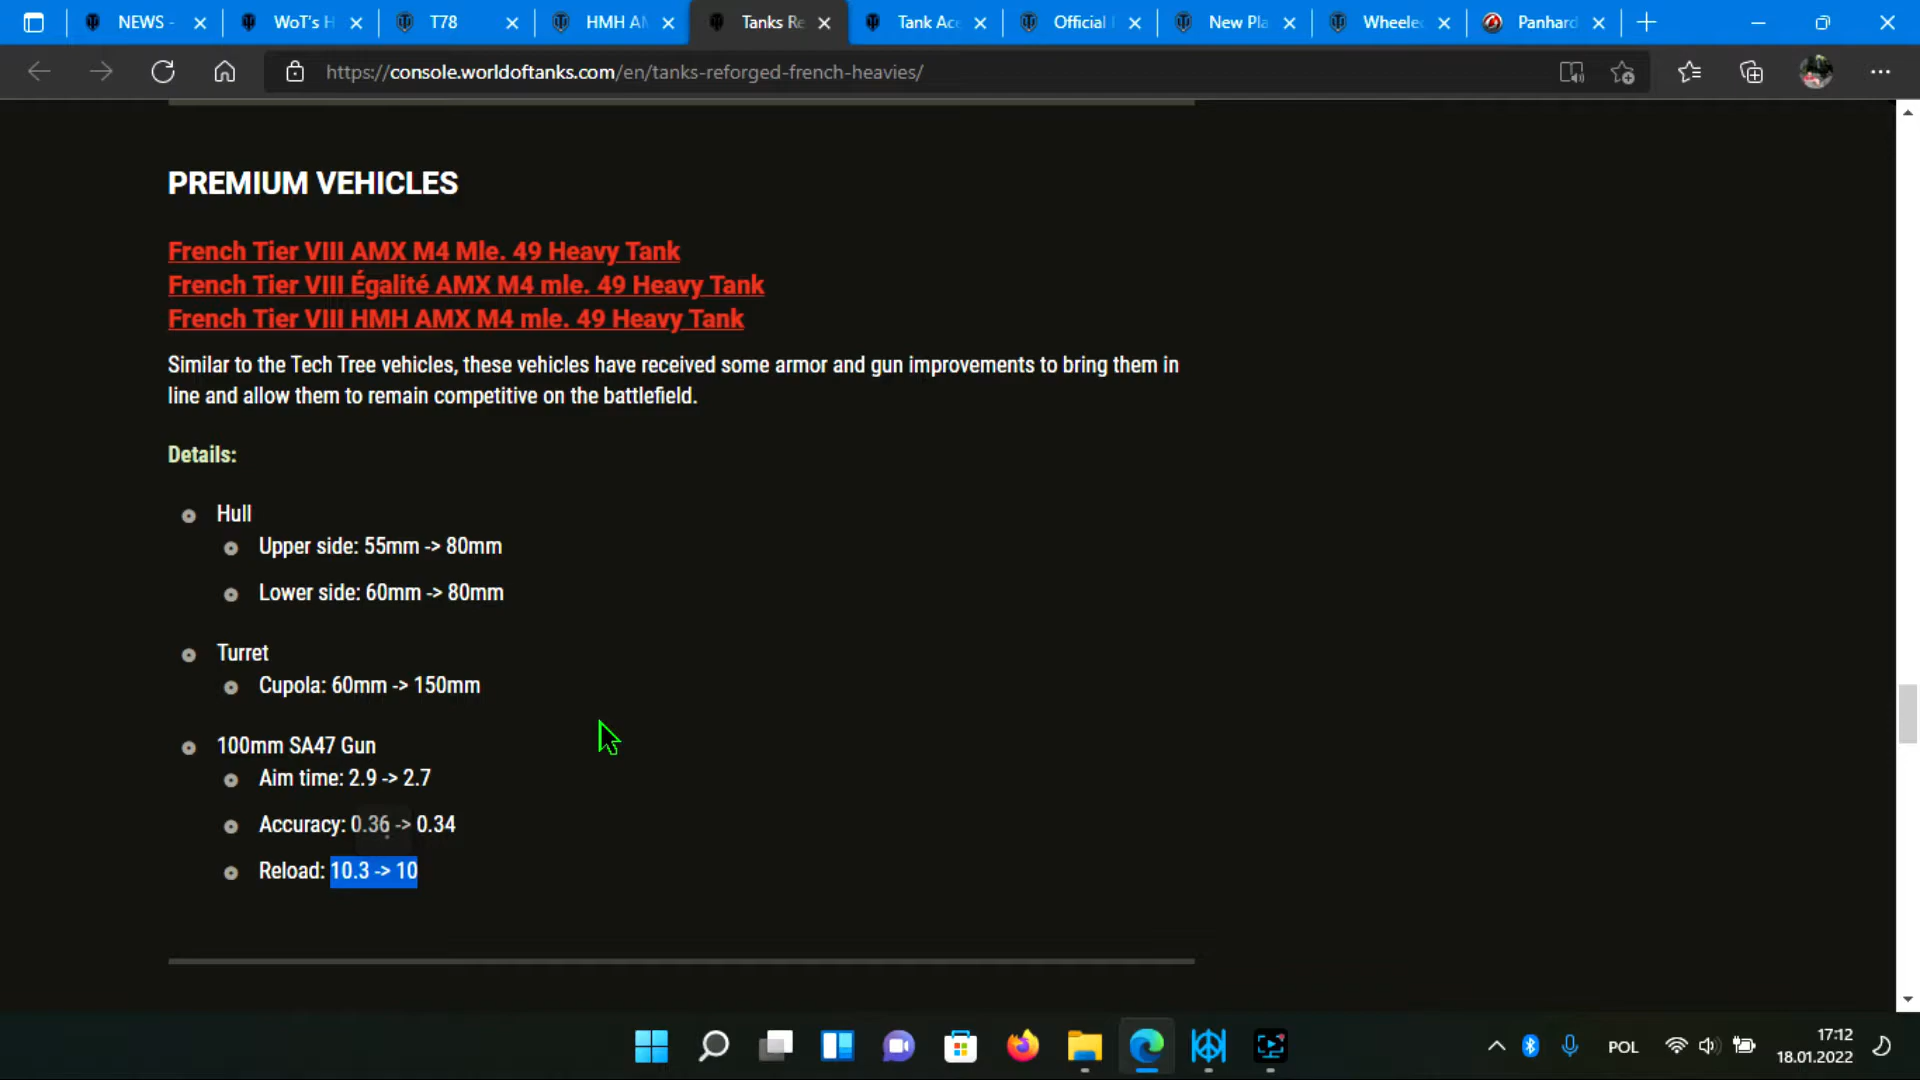 NEWS -
WoT's H
T78
HMH AM
Tanks Re
Tank Ace
Official
New Pla
Wheele
Panhard
https://console.worldoftanks.com/en/tanks-reforged-french-heavies/
PREMIUM VEHICLES
French Tier VIII AMX M4 Mle. 49 Heavy Tank
French Tier VIII Égalité AMX M4 mle. 49 Heavy Tank
French Tier VIII HMH AMX M4 mle. 49 Heavy Tank
Similar to the Tech Tree vehicles, these vehicles have received some armor and gun improvements to bring them in
line and allow them to remain competitive on the battlefield.
Details:
Hull
Upper side: 55mm -> 80mm
Lower side: 60mm -> 80mm
Turret
Cupola: 60mm -> 150mm
100mm SA47 Gun
Aim time: 2.9 -> 2.7
Accuracy: 0.36 -> 0.34
Reload: 10.3 -> 10
POL
17:12
18.01.2022